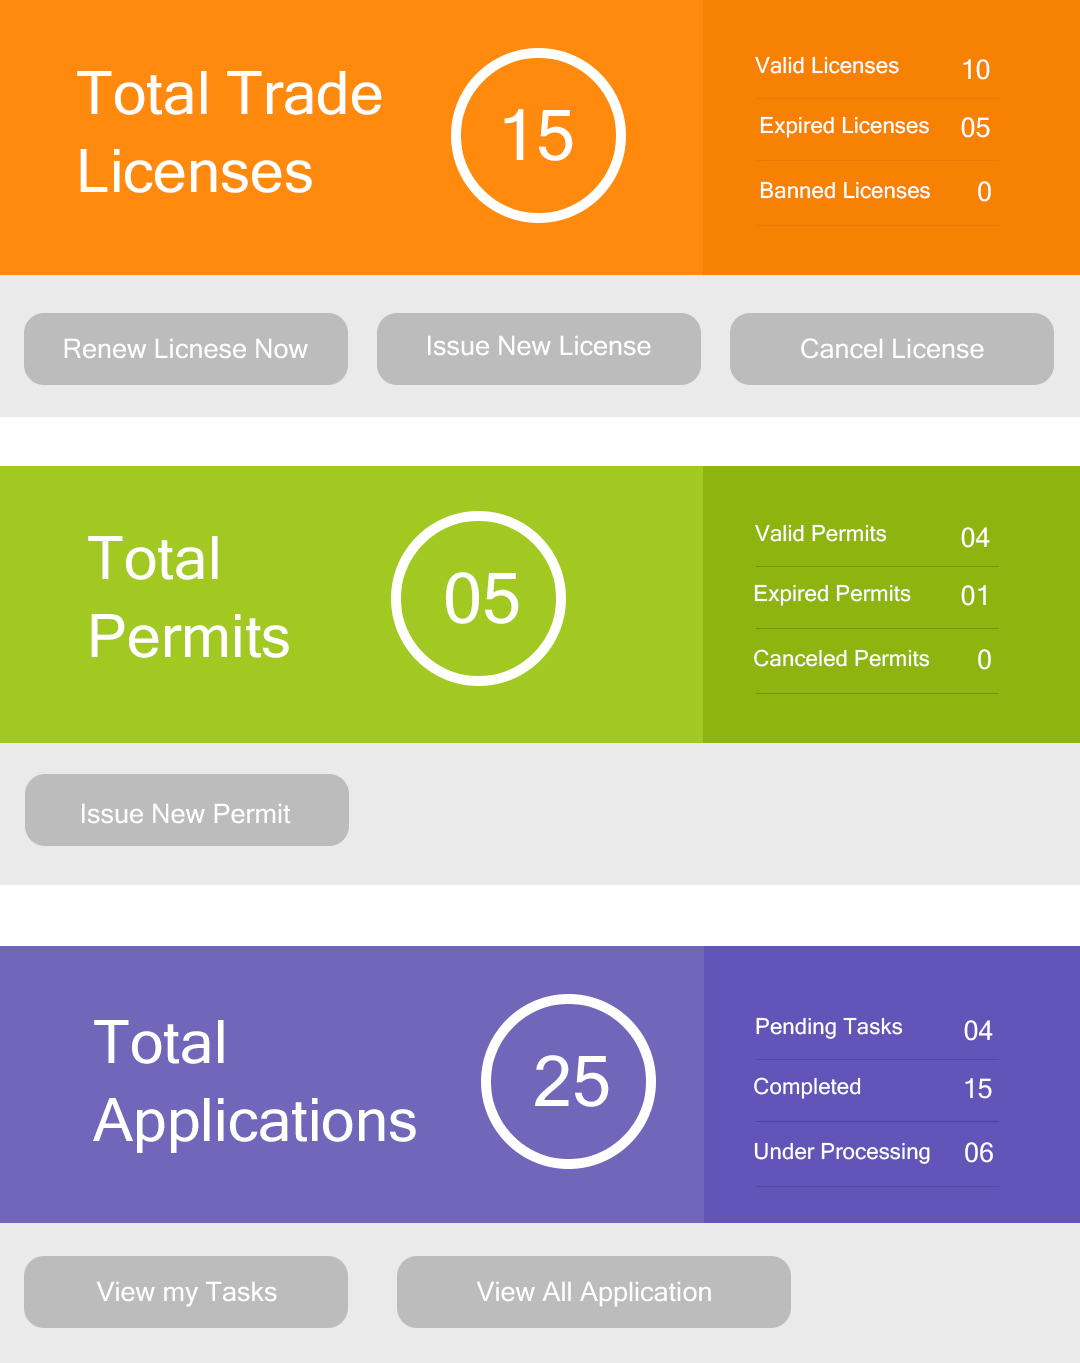 Total Trade
Licenses
15
Valid Licenses 10
Expired Licenses 05
Banned Licenses 0
Renew Licnese Now
Issue New License
Cancel License
Total
Permits
05
Valid Permits 04
Expired Permits 01
Canceled Permits 0
Issue New Permit
Total
Applications
25
Pending Tasks 04
Completed 15
Under Processing 06
View my Tasks
View All Application